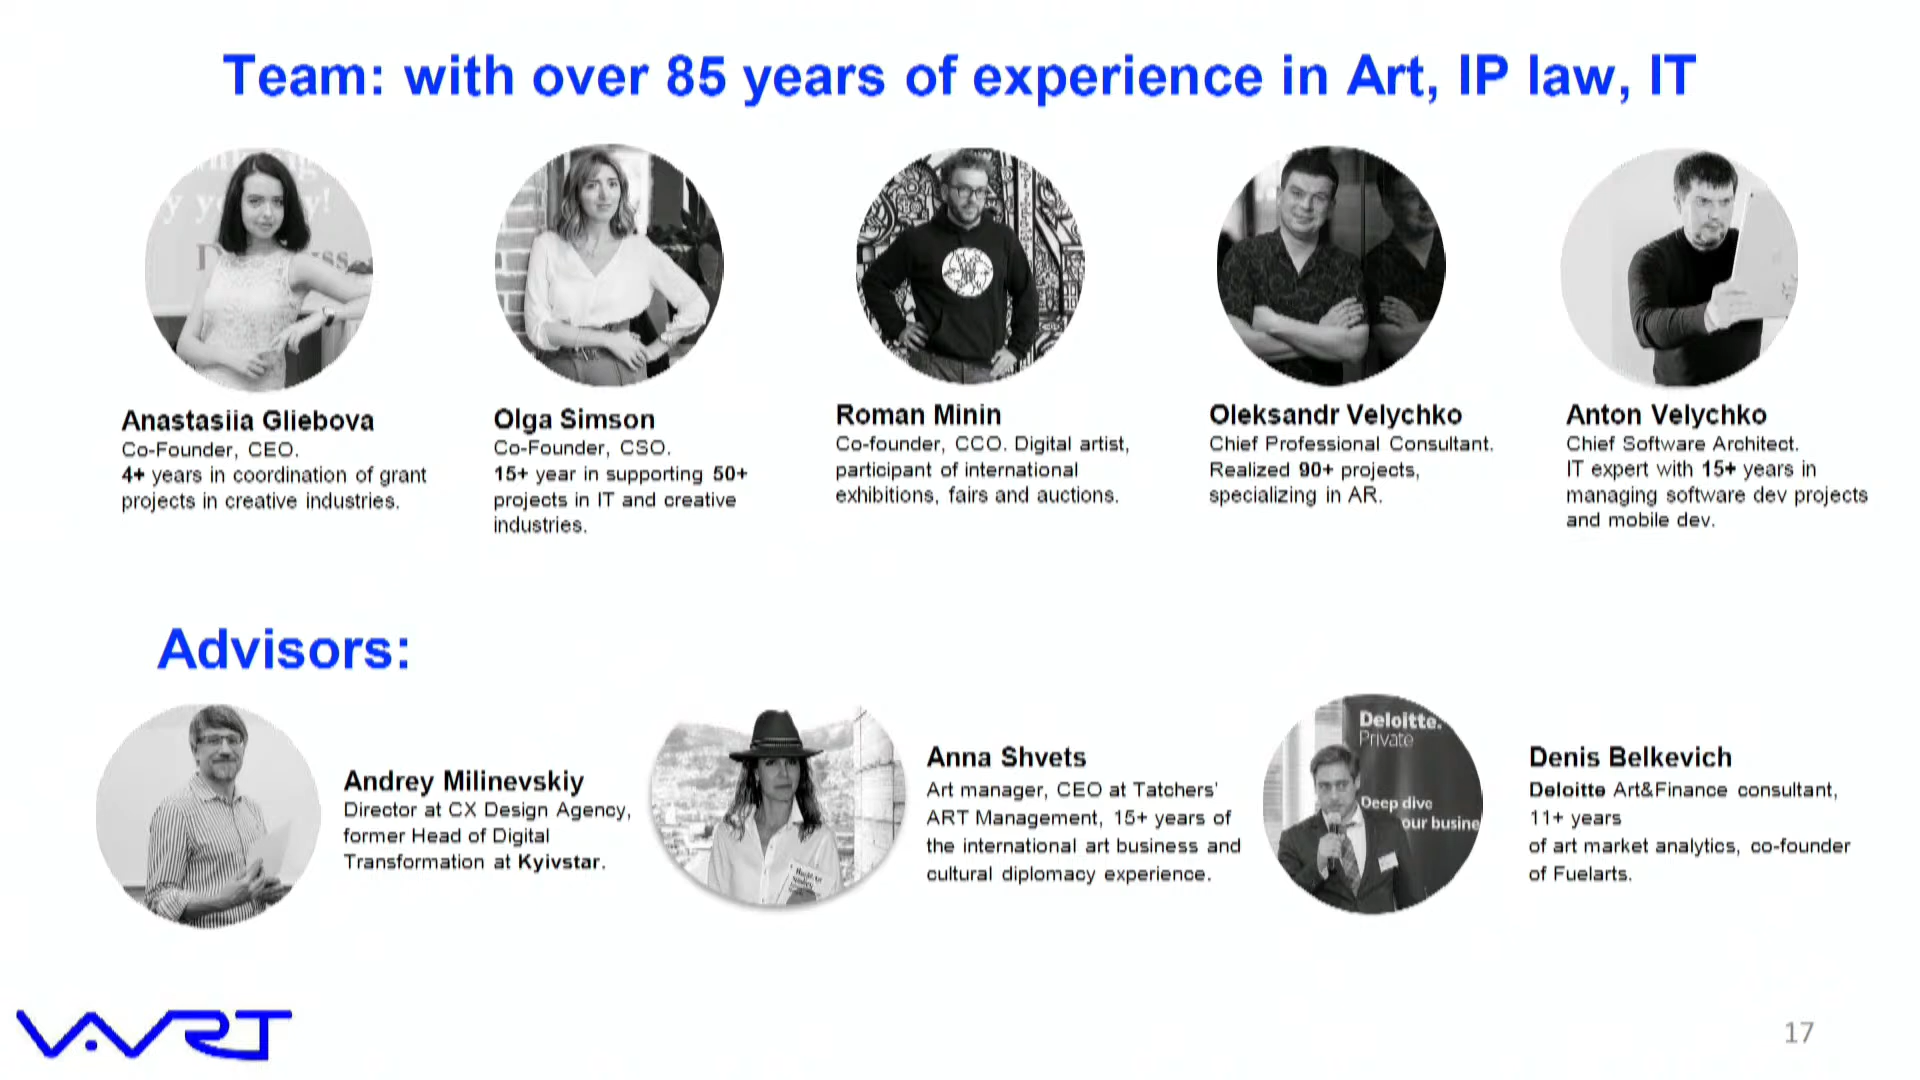 Team: with over 85 years of experience in Art, IP law, IT
Anastasiia Gliebova
Co-Founder, CEO.
4+ years in coordination of grant
projects in creative industries.
Olga Simson
Co-Founder, CSO.
15+ year in supporting 50+
projects in IT and creative
industries.
Roman Minin
Co-founder, CCO. Digital artist,
participant of international
exhibitions, fairs and auctions.
Oleksandr Velychko
Chief Professional Consultant.
Realized 90+ projects,
specializing in AR.
Anton Velychko
Chief Software Architect.
IT expert with 15+ years in
managing software dev projects
and mobile dev.
Advisors:
Andrey Milinevskiy
Director at CX Design Agency,
former Head of Digital
Transformation at Kyivstar.
Anna Shvets
Art manager, CEO at Tatchers'
ART Management, 15+ years of
the international art business and
cultural diplomacy experience.
Deloitte.
Private
Deep dive
our busine
Denis Belkevich
Deloitte Art&Finance consultant,
11+ years
of art market analytics, co-founder
of Fuelarts.
WRT
17